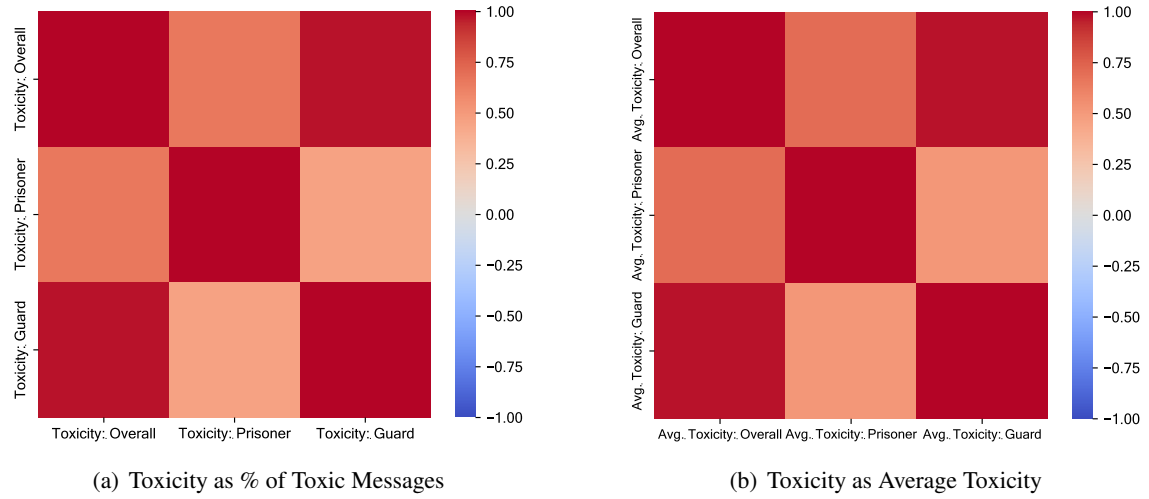 Toxicity: Overall
Toxicity: Prisoner
Toxicity: Guard
Toxicity: Overall Toxicity: Prisoner Toxicity: Guard
1.00
0.75
0.50
0.25
0.00
−0.25
−0.50
−0.75
−1.00
(a) Toxicity as % of Toxic Messages
Avg. Toxicity: Overall
Avg. Toxicity: Prisoner
Avg. Toxicity: Guard
Avg. Toxicity: Overall Avg. Toxicity: Prisoner Avg. Toxicity: Guard
1.00
0.75
0.50
0.25
0.00
−0.25
−0.50
−0.75
−1.00
(b) Toxicity as Average Toxicity